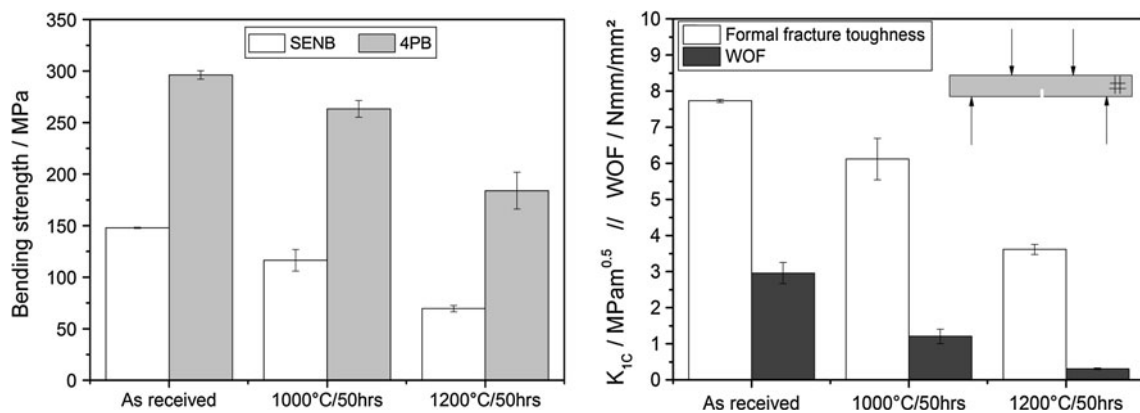 Bending strength / MPa
350
300
250
200
150
100
50
0
SENB
4PB
As received
1000°C/50hrs
1200°C/50hrs
K1C / MPam^0.5 // WOF / Nmm/mm²
10
9
8
7
6
5
4
3
2
1
0
Formal fracture toughness
WOF
As received
1000°C/50hrs
1200°C/50hrs